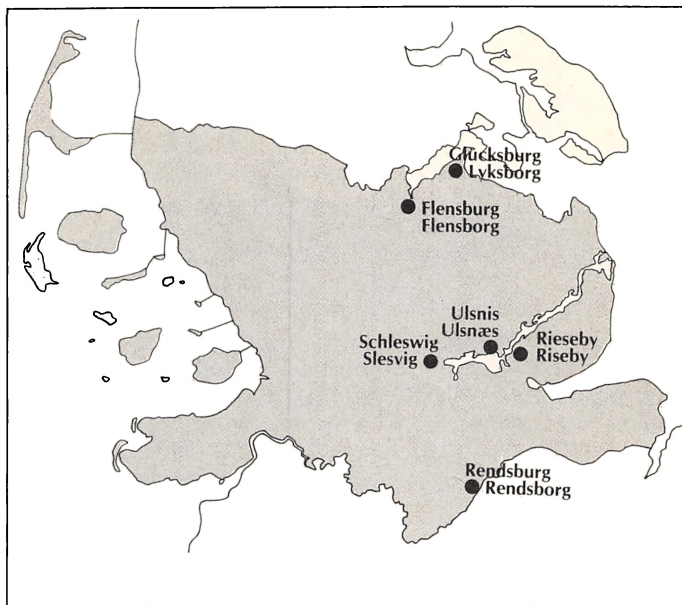 Glücksburg
Lyksborg
Flensburg
Flensborg
Ulsnis
Ulsnæs
Schleswig
Slesvig
Rieseby
Riseby
Rendsburg
Rendsborg